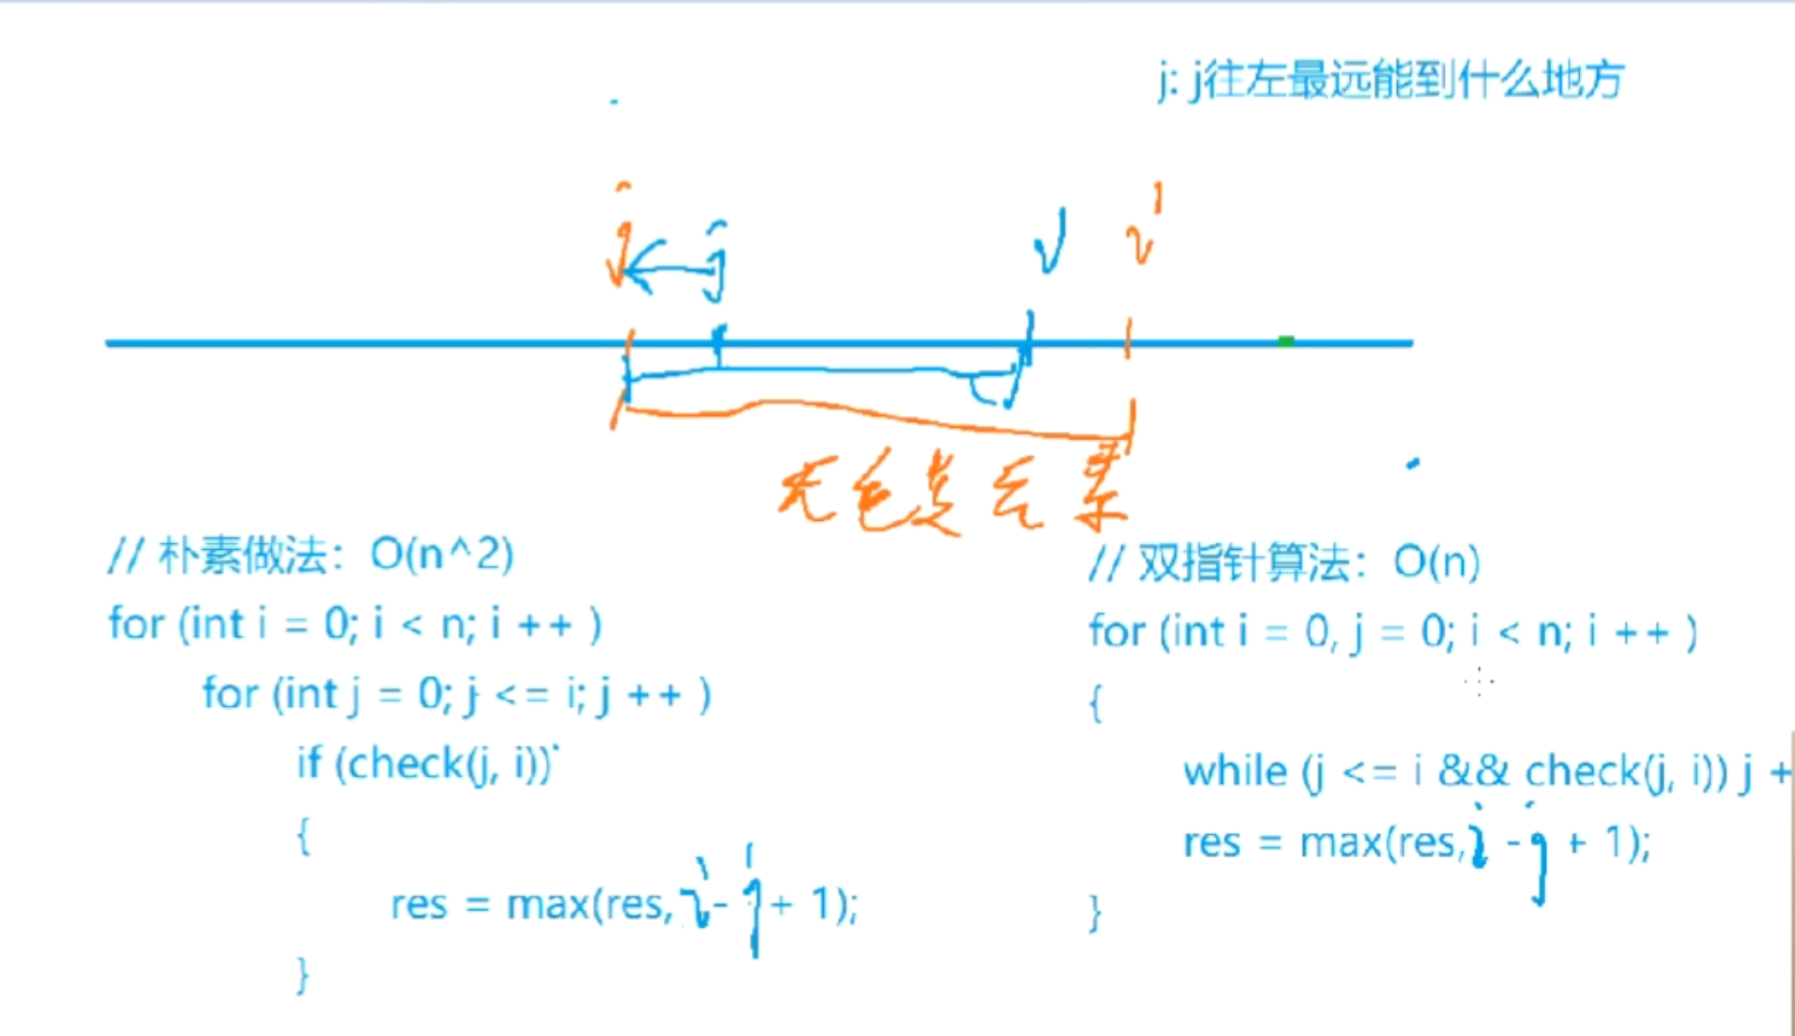 j: j往左最远能到什么地方
j
j
i
无重复元素
// 朴素做法：O(n^2)
for (int i = 0; i < n; i ++ )
for (int j = 0; j <= i; j ++ )
if (check(j, i))
{
res = max(res, i - j + 1);
}
// 双指针算法：O(n)
for (int i = 0, j = 0; i < n; i ++ )
{
while (j <= i && check(j, i)) j +
res = max(res, i - j + 1);
}